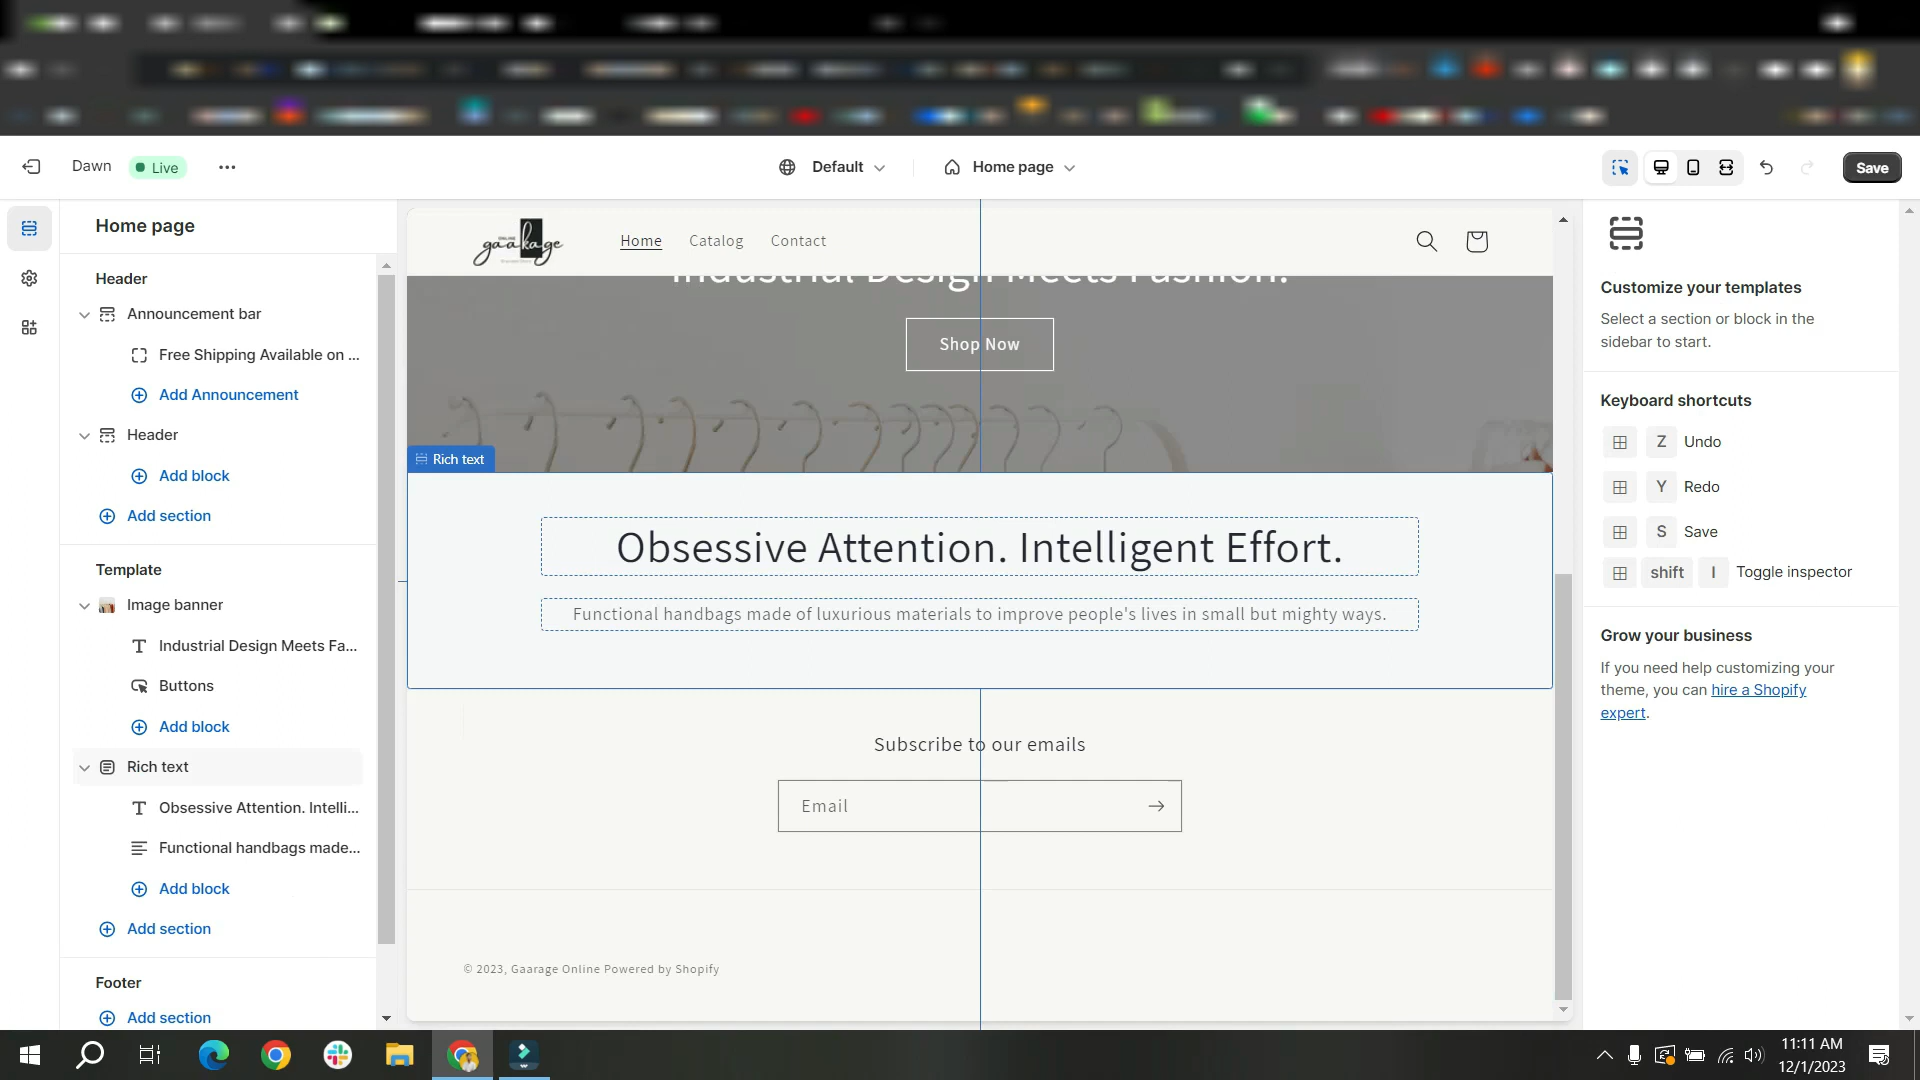 Dawn
Live
Default
Home page
Save
Home page
Header
Announcement bar
Free Shipping Available on ...
Add Announcement
Header
Add block
Add section
Template
Image banner
Industrial Design Meets Fa...
Buttons
Add block
Rich text
Obsessive Attention. Intelli...
Functional handbags made...
Add block
Add section
Footer
Add section
gaakage
Home
Catalog
Contact
Industrial Design Meets Fashion.
Shop Now
Rich text
Obsessive Attention. Intelligent Effort.
Functional handbags made of luxurious materials to improve people's lives in small but mighty ways.
Subscribe to our emails
Email
© 2023, Gaarage Online Powered by Shopify
Customize your templates
Select a section or block in the
sidebar to start.
Keyboard shortcuts
Z Undo
Y Redo
S Save
shift I Toggle inspector
Grow your business
If you need help customizing your
theme, you can hire a Shopify
expert.
11:11 AM
12/1/2023